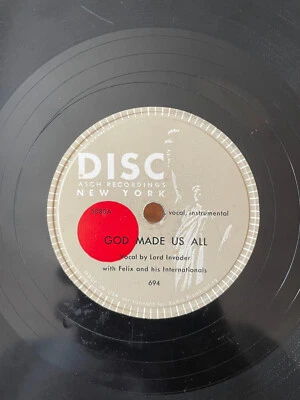 DISC
ASCH RECORDINGS
NEW YORK
vocal, instrumental
GOD MADE US ALL
Vocal by Lord Invader
with Felix and his Internationals
694